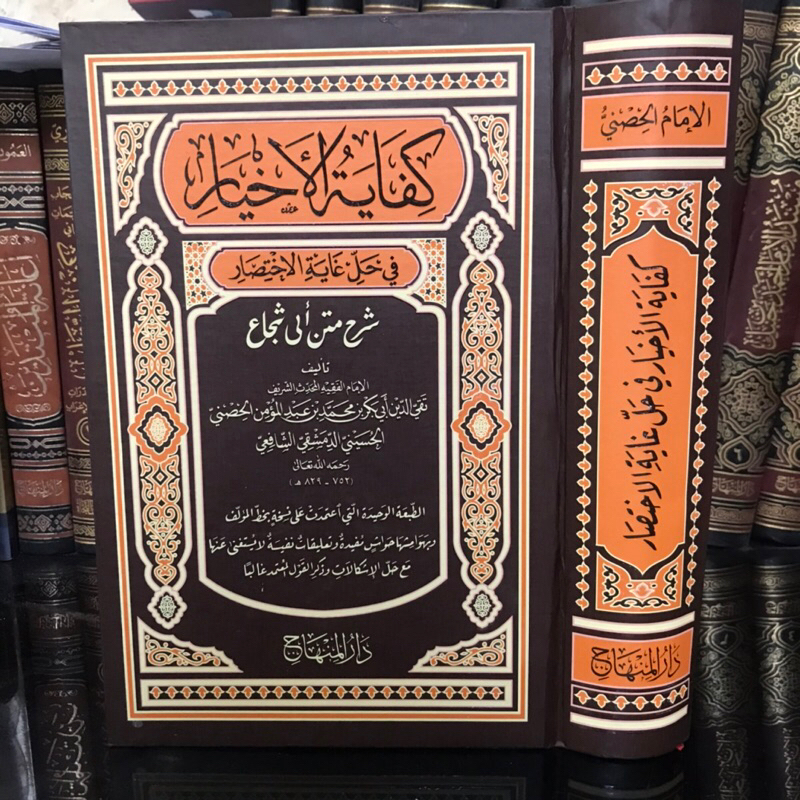 كفاية الأخيار
في حل غاية الاختصار
شرح متن أبي شجاع
تأليف
الإمام الفقيه المحدث الشريف
تقي الدين أبي بكر بن محمد بن عبد المؤمن الحصني
الحسيني الدمشقي الشافعي
رحمه الله تعالى
(٧٥٢ - ٨٢٩ هـ)
الطبعة الوحيدة التي اعتمدت على نسخة بخط المؤلف
وبهوامشها حواش مفيدة وتعليقات نفيسة لا يستغنى عنها
مع حل الإشكالات وذكر القول المعتمد غالبا
دار المنهاج
الإمام الحصني
كفاية الأخيار في حل غاية الاختصار
دار المنهاج